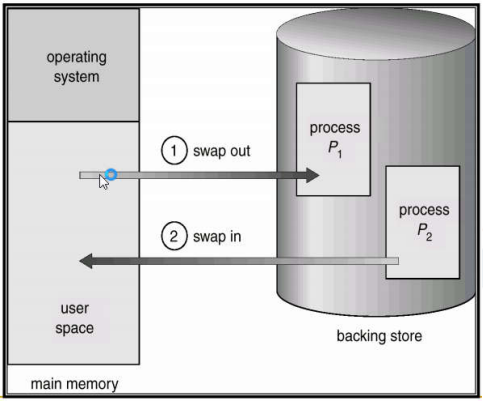 operating
system
process
P1
1 swap out
process
P2
2 swap in
user
space
backing store
main memory